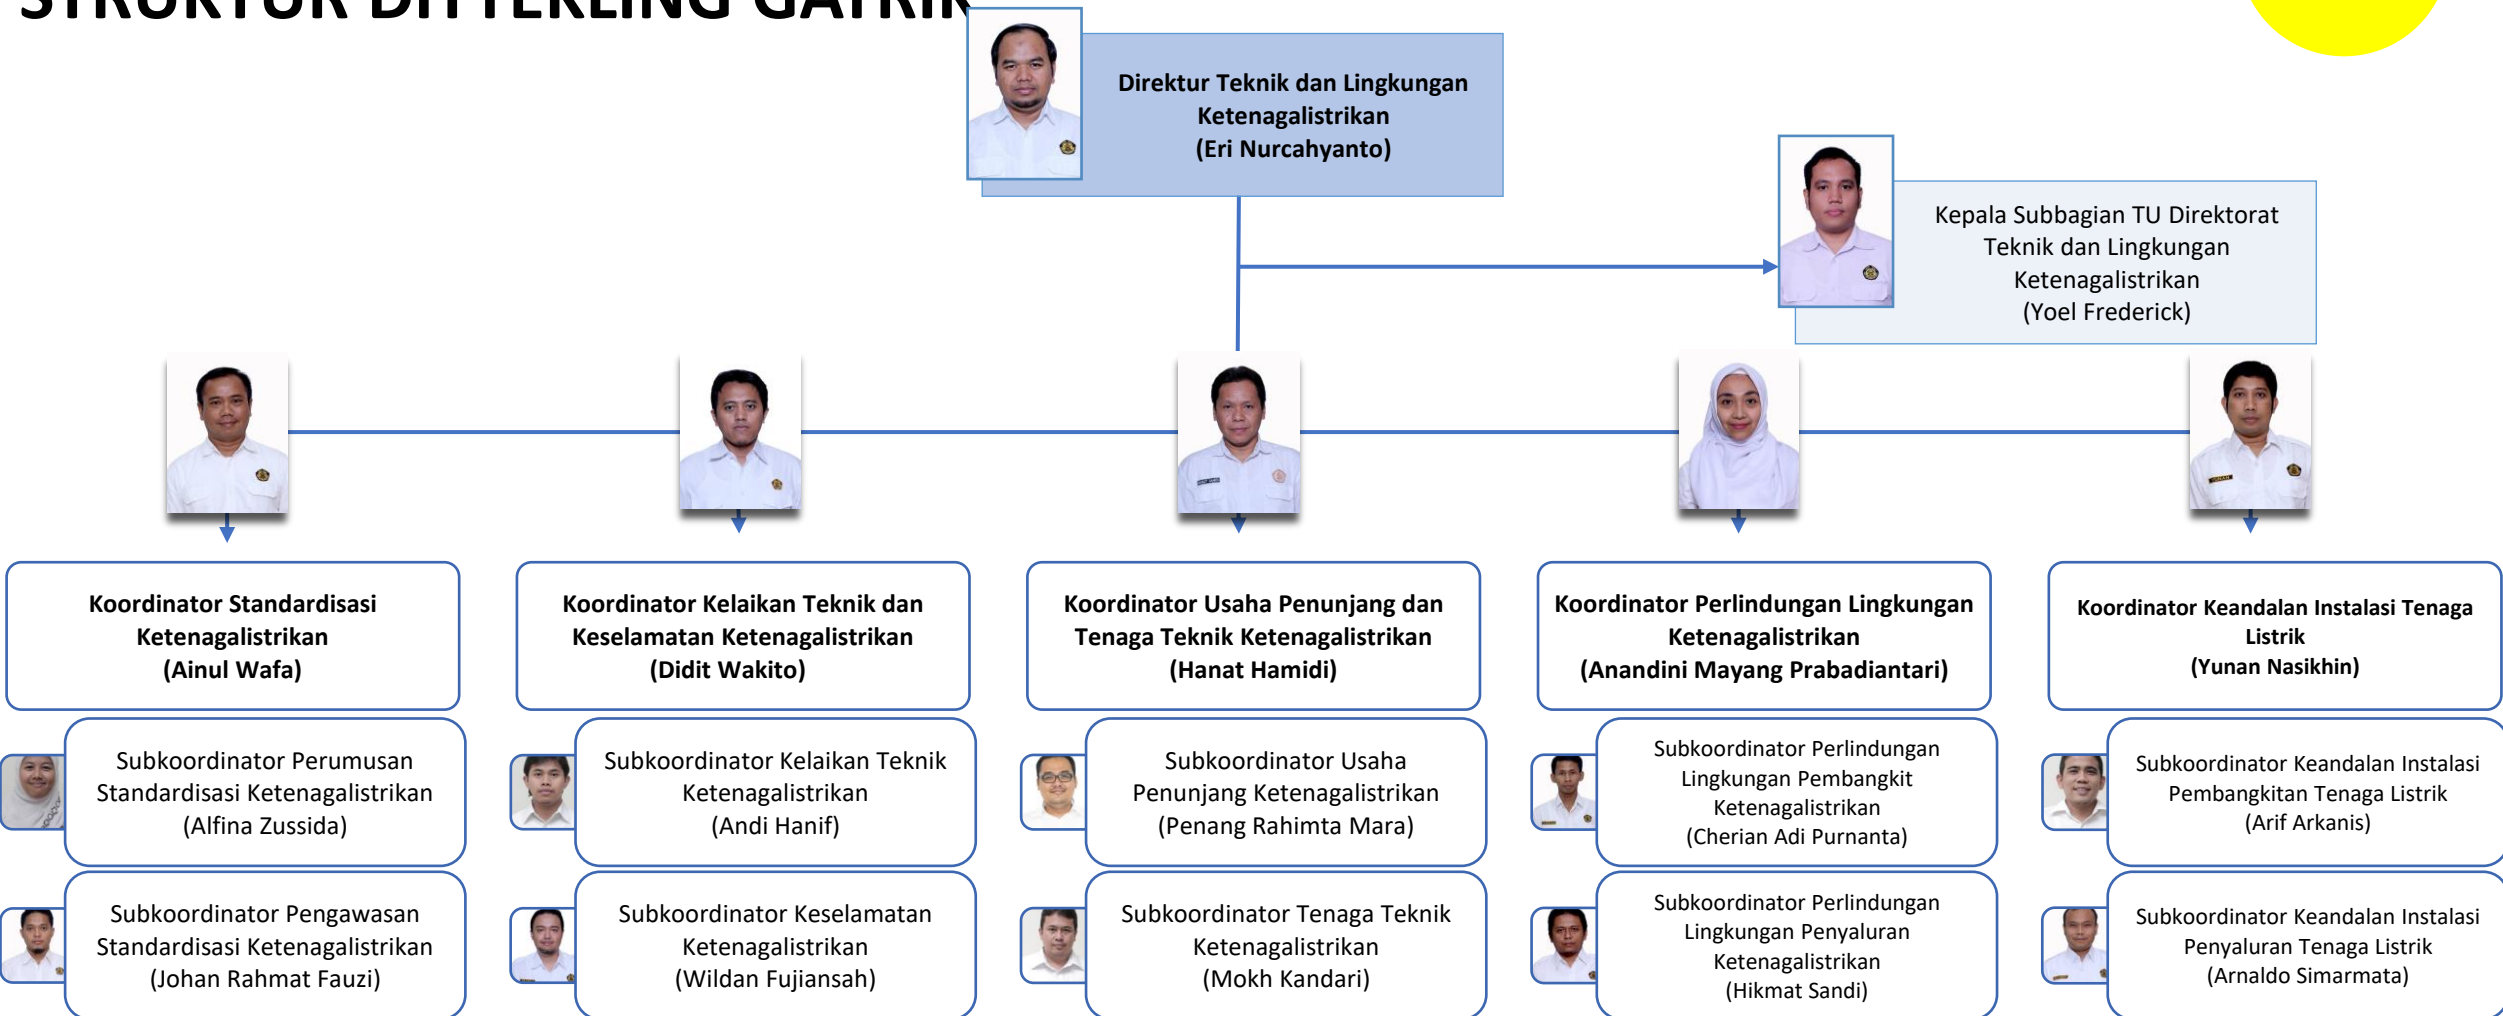 STRUKTUR DITTEKLING GATRIK
Direktur Teknik dan Lingkungan
Ketenagalistrikan
(Eri Nurcahyanto)
Kepala Subbagian TU Direktorat
Teknik dan Lingkungan
Ketenagalistrikan
(Yoel Frederick)
Koordinator Standardisasi
Ketenagalistrikan
(Ainul Wafa)
Koordinator Kelaikan Teknik dan
Keselamatan Ketenagalistrikan
(Didit Wakito)
Koordinator Usaha Penunjang dan
Tenaga Teknik Ketenagalistrikan
(Hanat Hamidi)
Koordinator Perlindungan Lingkungan
Ketenagalistrikan
(Anandini Mayang Prabadiantari)
Koordinator Keandalan Instalasi Tenaga
Listrik
(Yunan Nasikhin)
Subkoordinator Perumusan
Standardisasi Ketenagalistrikan
(Alfina Zussida)
Subkoordinator Kelaikan Teknik
Ketenagalistrikan
(Andi Hanif)
Subkoordinator Usaha
Penunjang Ketenagalistrikan
(Penang Rahimta Mara)
Subkoordinator Perlindungan
Lingkungan Pembangkit
Ketenagalistrikan
(Cherian Adi Purnanta)
Subkoordinator Keandalan Instalasi
Pembangkitan Tenaga Listrik
(Arif Arkanis)
Subkoordinator Pengawasan
Standardisasi Ketenagalistrikan
(Johan Rahmat Fauzi)
Subkoordinator Keselamatan
Ketenagalistrikan
(Wildan Fujiansah)
Subkoordinator Tenaga Teknik
Ketenagalistrikan
(Mokh Kandari)
Subkoordinator Perlindungan
Lingkungan Penyaluran
Ketenagalistrikan
(Hikmat Sandi)
Subkoordinator Keandalan Instalasi
Penyaluran Tenaga Listrik
(Arnaldo Simarmata)